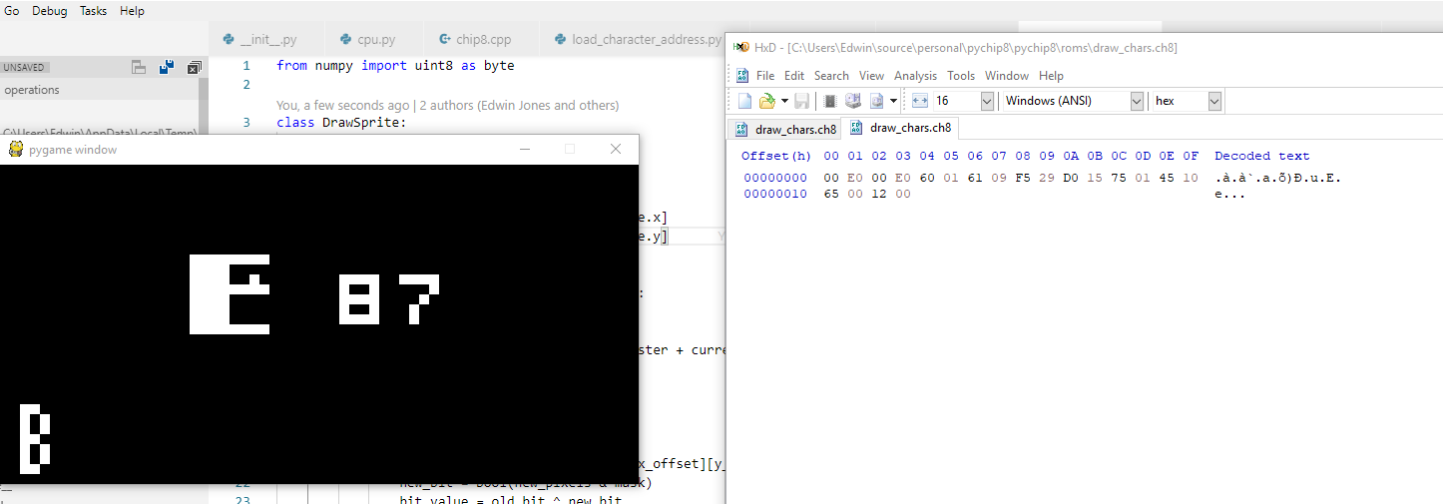 Go Debug Tasks Help
__init__.py cpu.py chip8.cpp load_character_address.py
UNSAVED
operations
C:\Users\Edwin\AppData\Local\Temp\
1 from numpy import uint8 as byte
2
You, a few seconds ago | 2 authors (Edwin Jones and others)
3 class DrawSprite:
pygame window
87
B
e.x]
e.y]
:
ster + curre
x_offset][y_
22 new_bit = bool(new_pixels & mask)
23 bit_value = old_bit ^ new_bit
HxD - [C:\Users\Edwin\source\personal\pychip8\pychip8\roms\draw_chars.ch8]
File Edit Search View Analysis Tools Window Help
16 Windows (ANSI) hex
draw_chars.ch8 draw_chars.ch8
Offset(h) 00 01 02 03 04 05 06 07 08 09 0A 0B 0C 0D 0E 0F Decoded text
00000000 00 E0 00 E0 60 01 61 09 F5 29 D0 15 75 01 45 10 .à.à`.a.õ)Ð.u.E.
00000010 65 00 12 00 e...